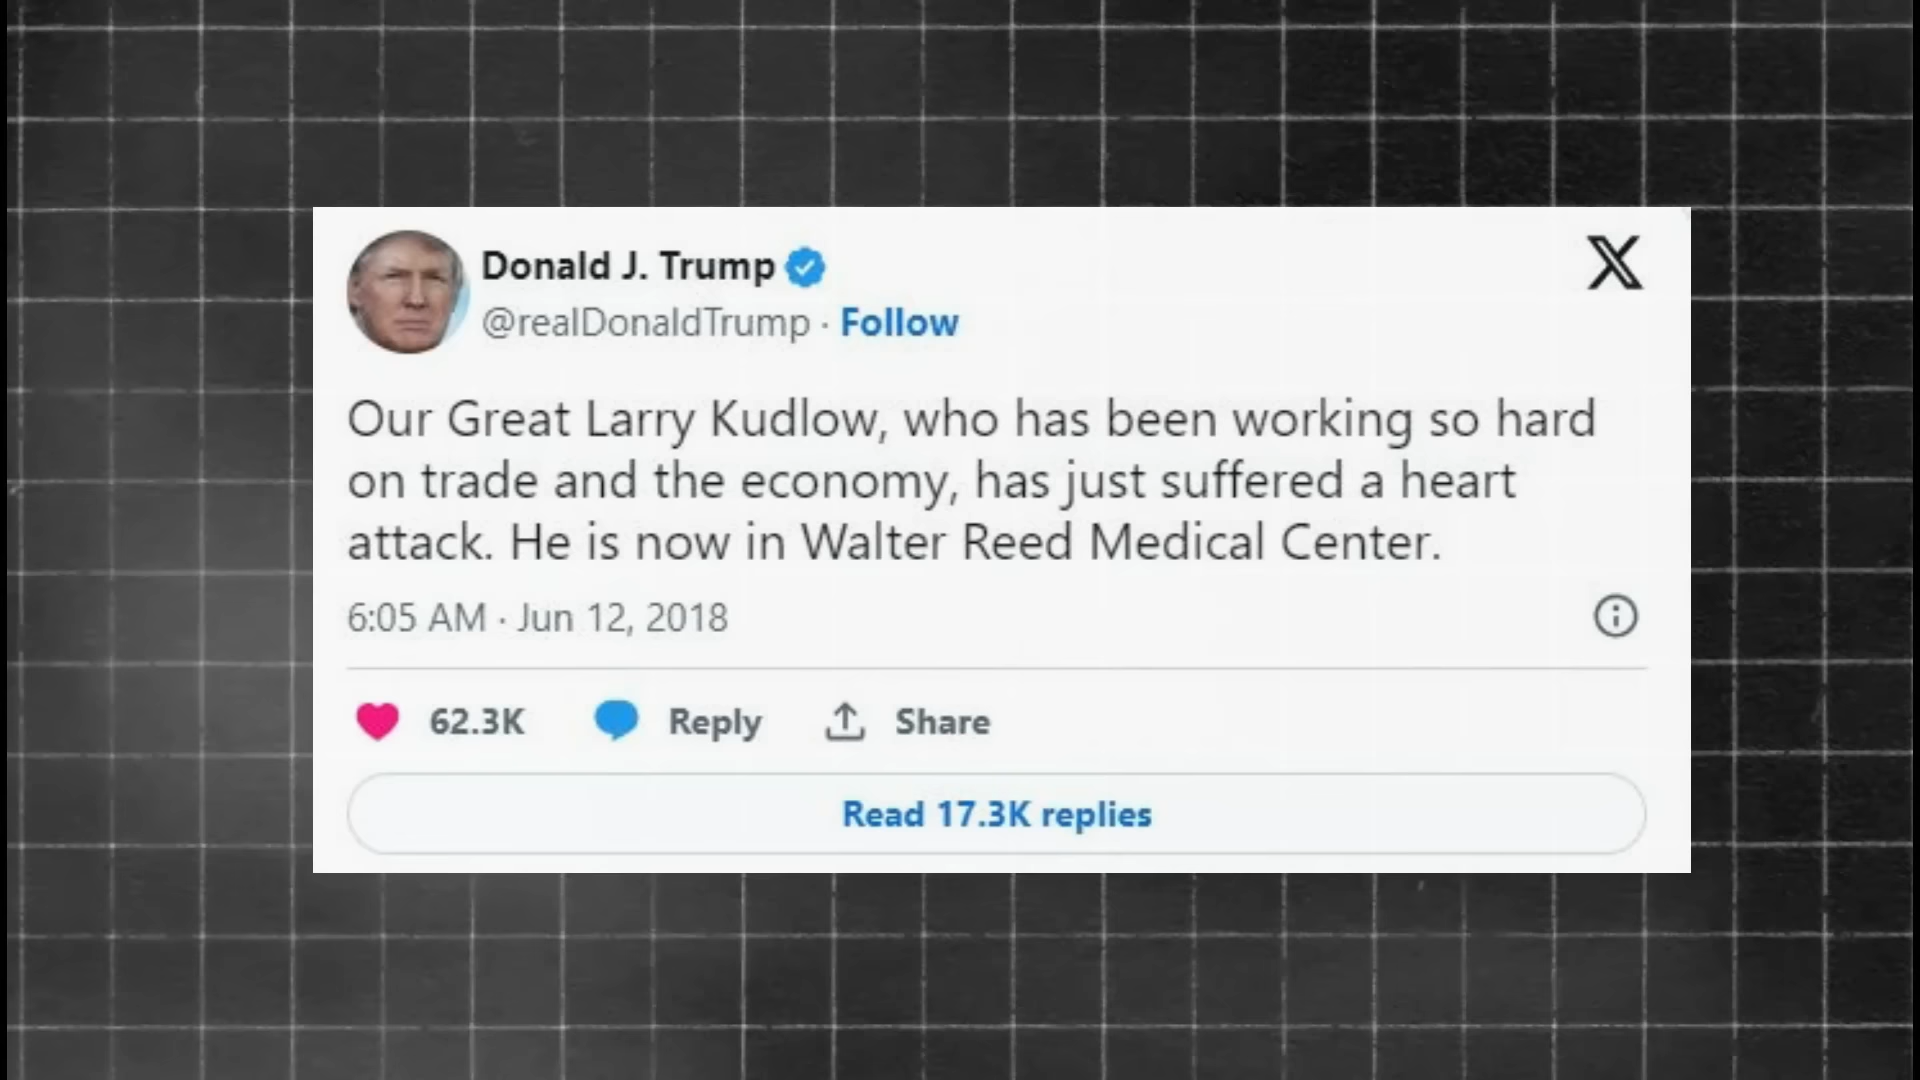 Donald J. Trump
@realDonaldTrump · Follow
Our Great Larry Kudlow, who has been working so hard
on trade and the economy, has just suffered a heart
attack. He is now in Walter Reed Medical Center.
6:05 AM · Jun 12, 2018
62.3K Reply Share
Read 17.3K replies